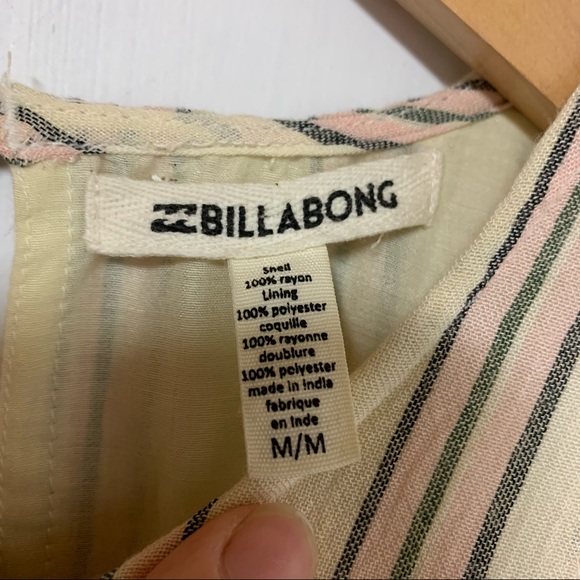 BILLABONG
Shell
100% rayon
Lining
100% polyester
coquille
100% rayonne
doublure
100% polyester
made in India
fabrique
en Inde
M/M